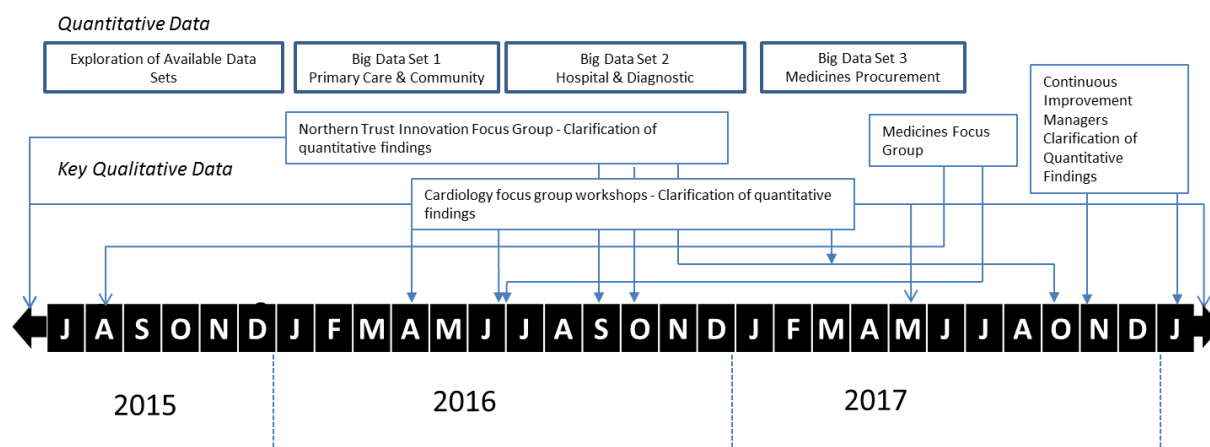 Quantitative Data
Exploration of Available Data
Sets
Big Data Set 1
Primary Care & Community
Big Data Set 2
Hospital & Diagnostic
Big Data Set 3
Medicines Procurement
Continuous
Improvement
Managers
Clarification of
Quantitative
Findings
Northern Trust Innovation Focus Group - Clarification of
quantitative findings
Medicines Focus
Group
Key Qualitative Data
Cardiology focus group workshops - Clarification of quantitative
findings
J A S O N D J F M A M J J A S O N D J F M A M J J A O N D J
2015
2016
2017